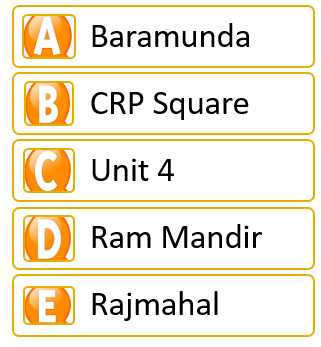 A Baramunda
B CRP Square
C Unit 4
D Ram Mandir
E Rajmahal